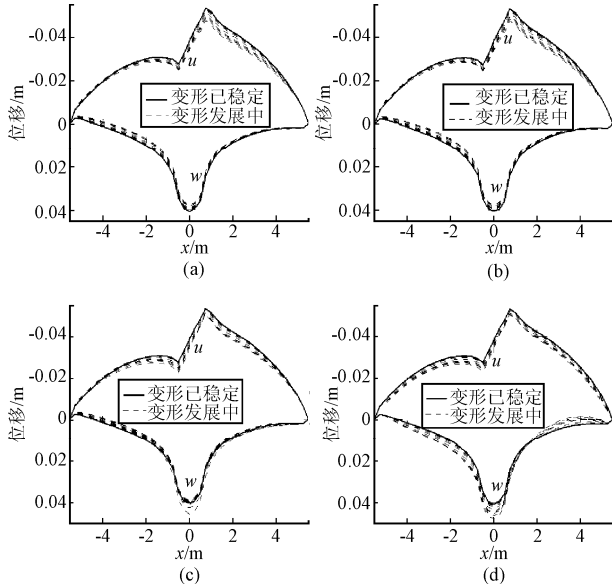 位移/m
-0.04
-0.02
0
0.02
0.04
u
变形已稳定
变形发展中
w
-4 -2 0 2 4
x/m
(a)
位移/m
-0.04
-0.02
0
0.02
0.04
u
变形已稳定
变形发展中
w
-4 -2 0 2 4
x/m
(b)
位移/m
-0.04
-0.02
0
0.02
0.04
u
变形已稳定
变形发展中
w
-4 -2 0 2 4
x/m
(c)
位移/m
-0.04
-0.02
0
0.02
0.04
u
变形已稳定
变形发展中
w
-4 -2 0 2 4
x/m
(d)